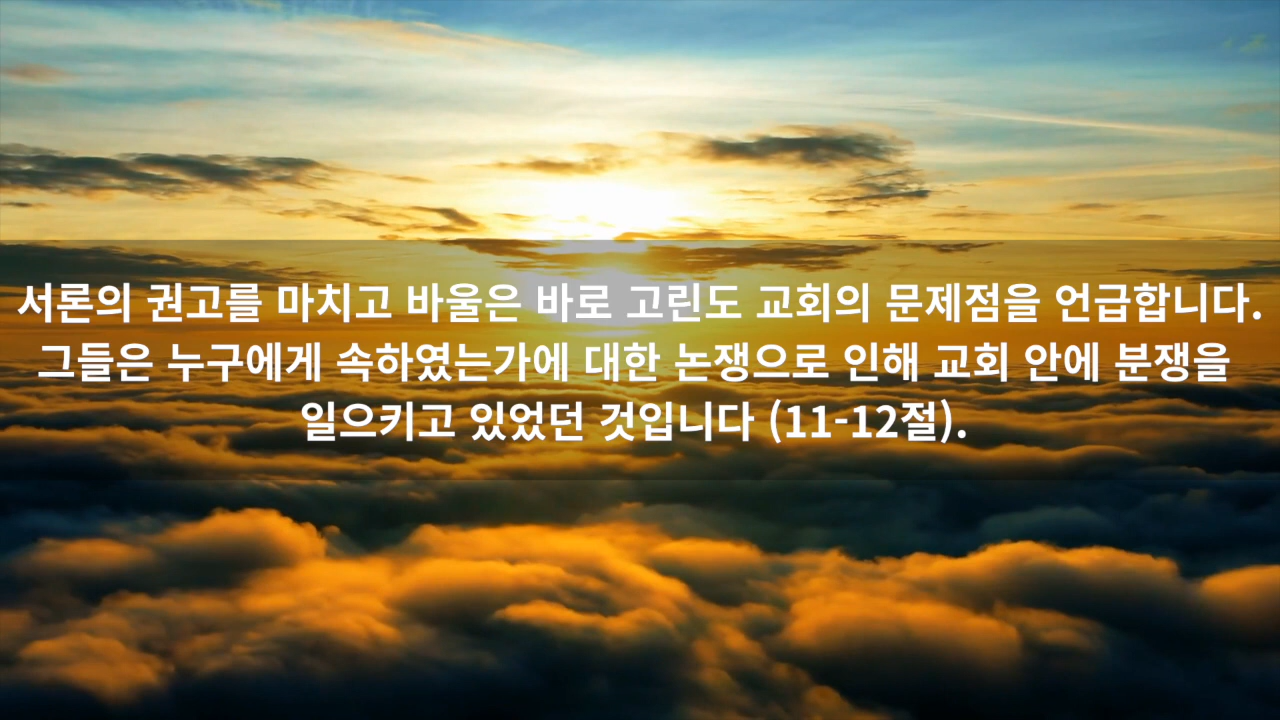 서론의 권고를 마치고 바울은 바로 고린도 교회의 문제점을 언급합니다.
그들은 누구에게 속하였는가에 대한 논쟁으로 인해 교회 안에 분쟁을
일으키고 있었던 것입니다 (11-12절).